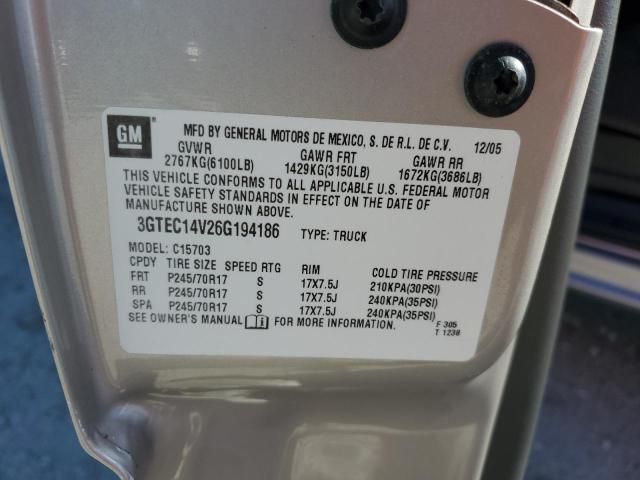 GM MFD BY GENERAL MOTORS DE MEXICO, S. DE R.L. DE C.V. 12/05
GVWR GAWR FRT GAWR RR
2767KG(6100LB) 1429KG(3150LB) 1672KG(3686LB)
THIS VEHICLE CONFORMS TO ALL APPLICABLE U.S. FEDERAL MOTOR
VEHICLE SAFETY STANDARDS IN EFFECT ON THE DATE OF
MANUFACTURE SHOWN ABOVE.
3GTEC14V26G194186 TYPE: TRUCK
MODEL: C15703
CPDY TIRE SIZE SPEED RTG RIM COLD TIRE PRESSURE
FRT P245/70R17 S 17X7.5J 210KPA(30PSI)
RR P245/70R17 S 17X7.5J 240KPA(35PSI)
SPA P245/70R17 S 17X7.5J 240KPA(35PSI)
SEE OWNER'S MANUAL FOR MORE INFORMATION. F 305
T 1238